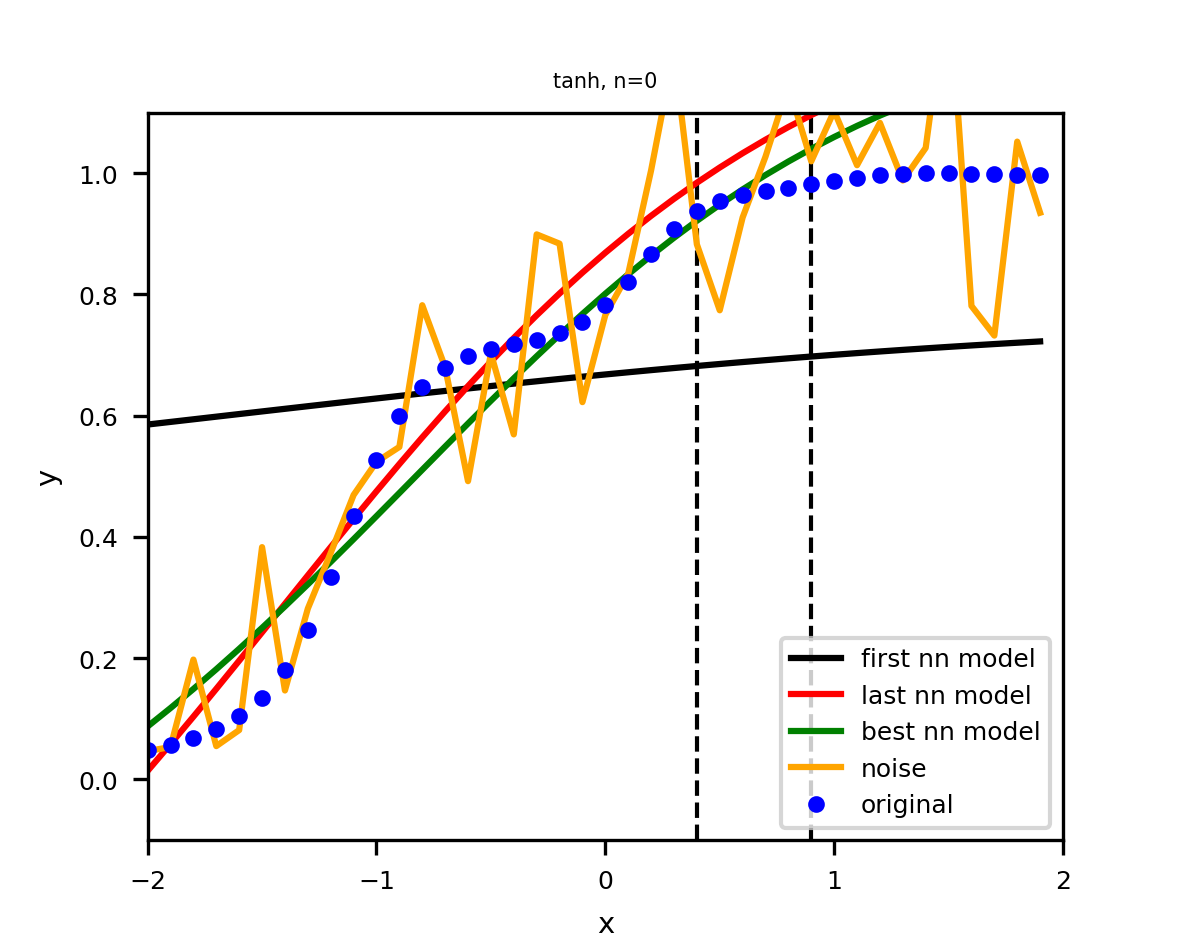 tanh, n=0
1.0
0.8
0.6
0.4
0.2
0.0
y
−2
−1
0
1
2
x
first nn model
last nn model
best nn model
noise
original